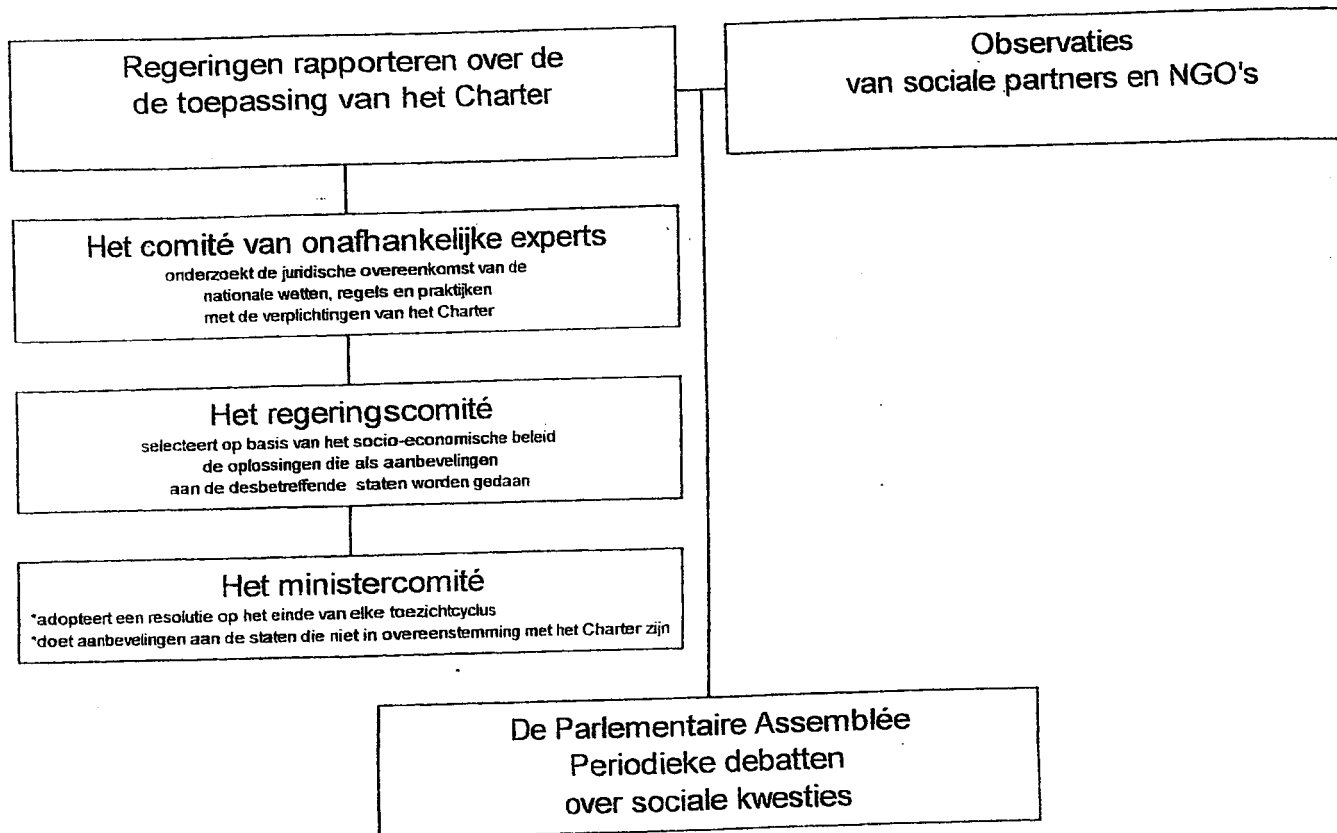 Regeringen rapporteren over de
de toepassing van het Charter
Observaties
van sociale partners en NGO's
Het comité van onafhankelijke experts
onderzoekt de juridische overeenkomst van de
nationale wetten, regels en praktijken
met de verplichtingen van het Charter
Het regeringscomité
selecteert op basis van het socio-economische beleid
de oplossingen die als aanbevelingen
aan de desbetreffende staten worden gedaan
Het ministercomité
*adopteert een resolutie op het einde van elke toezichtcyclus
*doet aanbevelingen aan de staten die niet in overeenstemming met het Charter zijn
De Parlementaire Assemblée
Periodieke debatten
over sociale kwesties